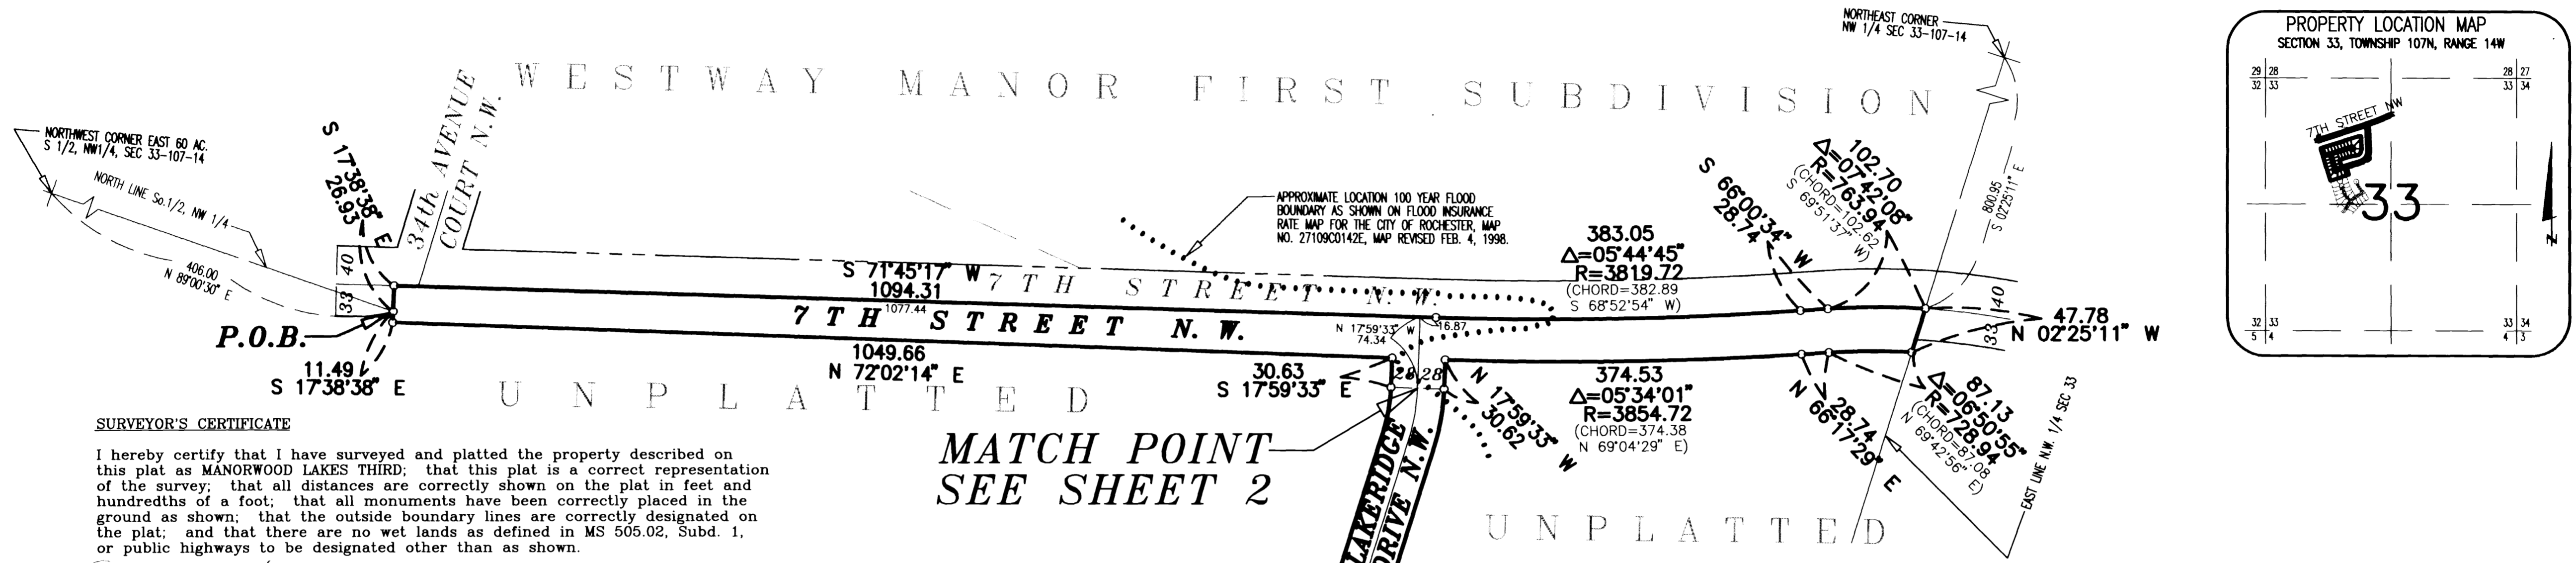 NORTHEAST CORNER
NW 1/4 SEC 33-107-14
PROPERTY LOCATION MAP
SECTION 33, TOWNSHIP 107N, RANGE 14W
29 28
32 33
28 27
33 34
7TH STREET NW
33
32 33
5 4
33 34
4 3
N
WESTWAY MANOR FIRST SUBDIVISION
34th AVENUE
COURT N.W.
NORTHWEST CORNER EAST 60 AC.
S 1/2, NW1/4, SEC 33-107-14
NORTH LINE So.1/2, NW 1/4
406.00
N 89°00'30" E
S 17°38'38" E
26.93
40
33
P.O.B.
11.49
S 17°38'38" E
APPROXIMATE LOCATION 100 YEAR FLOOD
BOUNDARY AS SHOWN ON FLOOD INSURANCE
RATE MAP FOR THE CITY OF ROCHESTER, MAP
NO. 27109C0142E, MAP REVISED FEB. 4, 1998.
S 71°45'17" W
1094.31
1077.44
7TH STREET N.W.
7TH STREET N.W.
1049.66
N 72°02'14" E
N 17°59'33" W
74.34
16.87
383.05
Δ=05°44'45"
R=3819.72
(CHORD=382.89
S 68°52'54" W)
S 66°00'34" W
28.74
102.70
Δ=07°42'08"
R=763.94
(CHORD=102.62
S 69°51'37" W)
800.95
S 02°25'11" E
40
33
47.78
N 02°25'11" W
30.63
S 17°59'33" E
28 28
N 17°59'33" W
30.62
374.53
Δ=05°34'01"
R=3854.72
(CHORD=374.38
N 69°04'29" E)
28.74
N 66°17'29" E
87.13
Δ=06°50'55"
R=728.94
(CHORD=87.08
N 69°42'56" E)
EAST LINE N.W. 1/4 SEC 33
UNPLATTED
MATCH POINT
SEE SHEET 2
LAKERIDGE
DRIVE N.W.
UNPLATTED
SURVEYOR'S CERTIFICATE
I hereby certify that I have surveyed and platted the property described on
this plat as MANORWOOD LAKES THIRD; that this plat is a correct representation
of the survey; that all distances are correctly shown on the plat in feet and
hundredths of a foot; that all monuments have been correctly placed in the
ground as shown; that the outside boundary lines are correctly designated on
the plat; and that there are no wet lands as defined in MS 505.02, Subd. 1,
or public highways to be designated other than as shown.